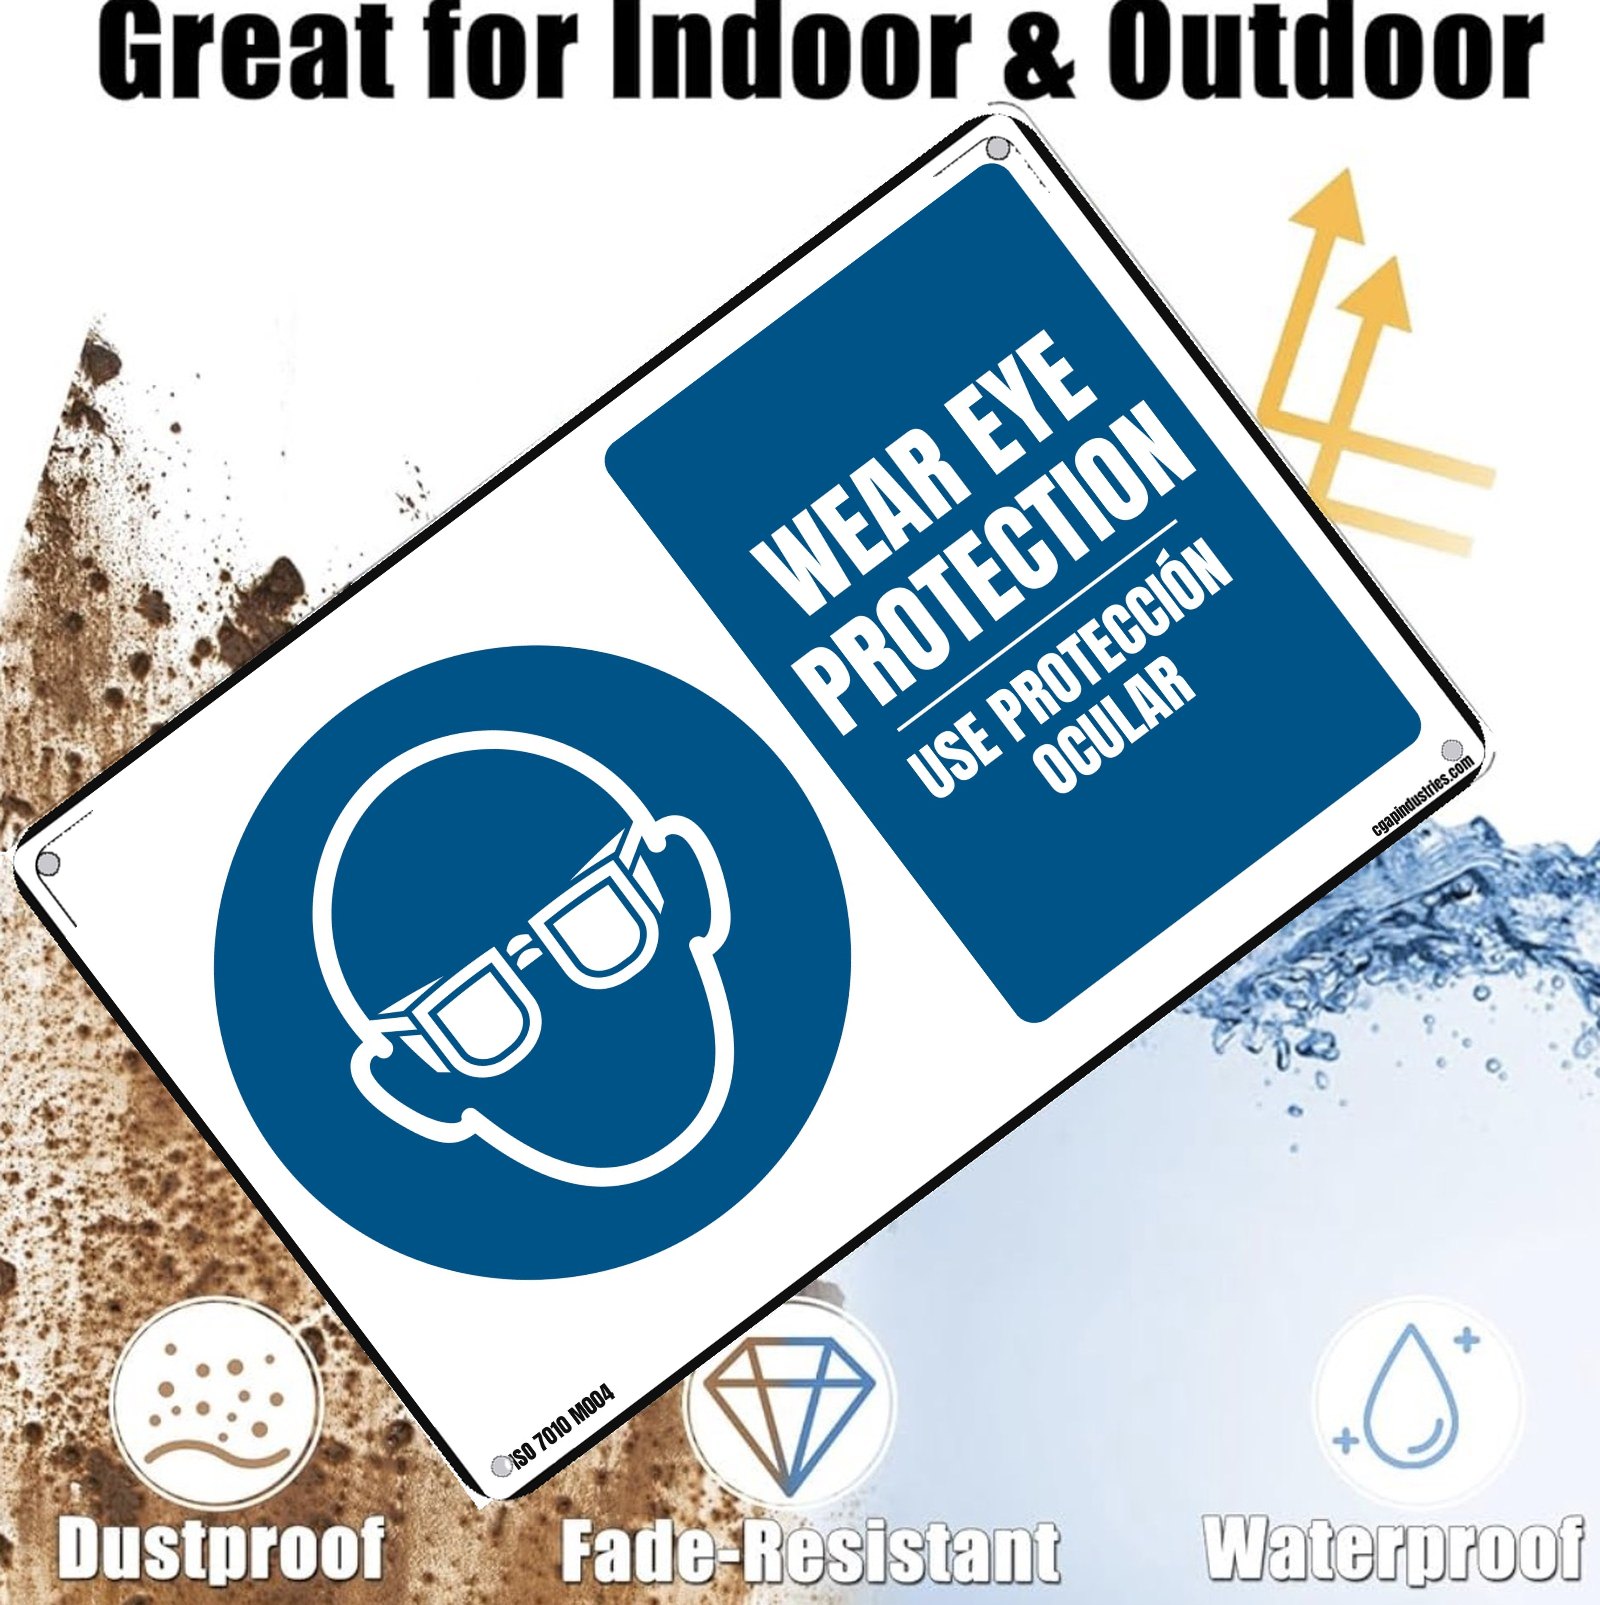 Great for Indoor & Outdoor
WEAR EYE
PROTECTION
USE PROTECCIÓN
OCULAR
cgapindustries.com
ISO 7010 M004
Dustproof
Fade-Resistant
Waterproof